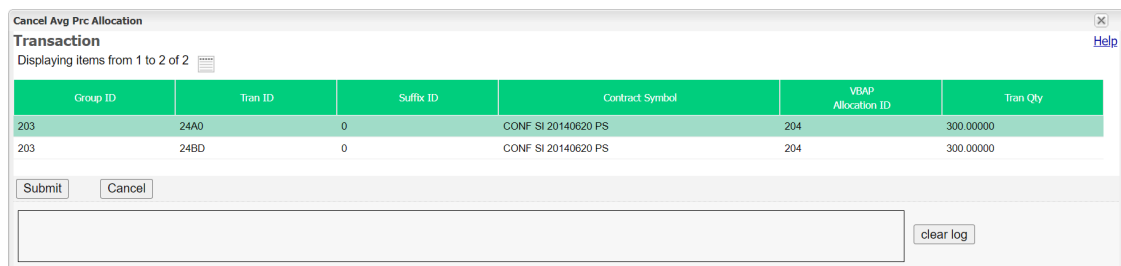 Cancel Avg Prc Allocation
Transaction
Help
Displaying items from 1 to 2 of 2
Group ID Tran ID Suffix ID Contract Symbol VBAP Allocation ID Tran Qty
203 24A0 0 CONF SI 20140620 PS 204 300.00000
203 24BD 0 CONF SI 20140620 PS 204 300.00000
Submit Cancel
clear log